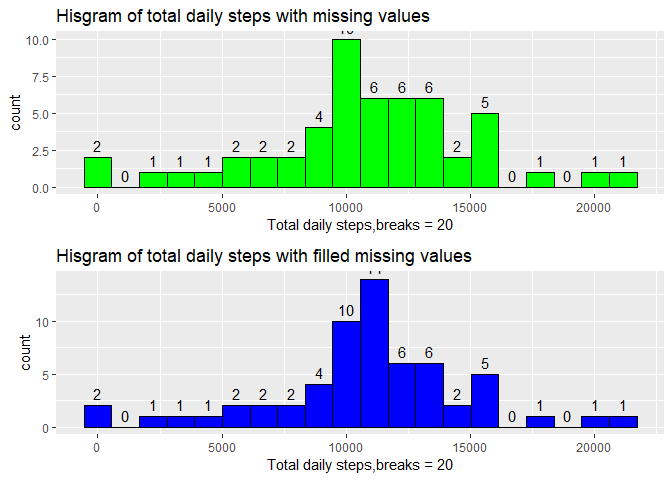 Hisgram of total daily steps with missing values
10.0
7.5
5.0
2.5
0.0
count
2 0 1 1 1 2 2 2 4 6 6 6 2 5 0 1 0 1 1
0 5000 10000 15000 20000
Total daily steps,breaks = 20
Hisgram of total daily steps with filled missing values
10
5
0
count
2 0 1 1 1 2 2 2 4 10 6 6 2 5 0 1 0 1 1
0 5000 10000 15000 20000
Total daily steps,breaks = 20